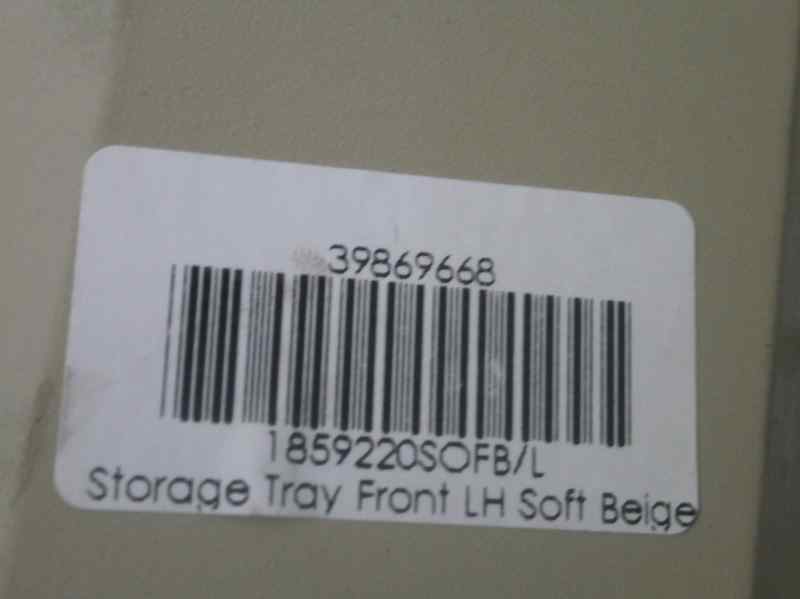 39869668
1859220SOFB/L
Storage Tray Front LH Soft Beige